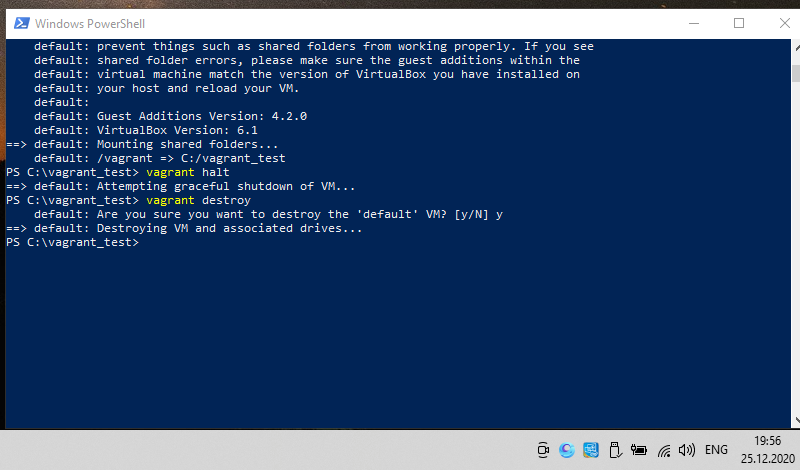 Windows PowerShell
default: prevent things such as shared folders from working properly. If you see
default: shared folder errors, please make sure the guest additions within the
default: virtual machine match the version of VirtualBox you have installed on
default: your host and reload your VM.
default:
default: Guest Additions Version: 4.2.0
default: VirtualBox Version: 6.1
==> default: Mounting shared folders...
default: /vagrant => C:/vagrant_test
PS C:\vagrant_test> vagrant halt
==> default: Attempting graceful shutdown of VM...
PS C:\vagrant_test> vagrant destroy
default: Are you sure you want to destroy the 'default' VM? [y/N] y
==> default: Destroying VM and associated drives...
PS C:\vagrant_test>
ENG
19:56
25.12.2020